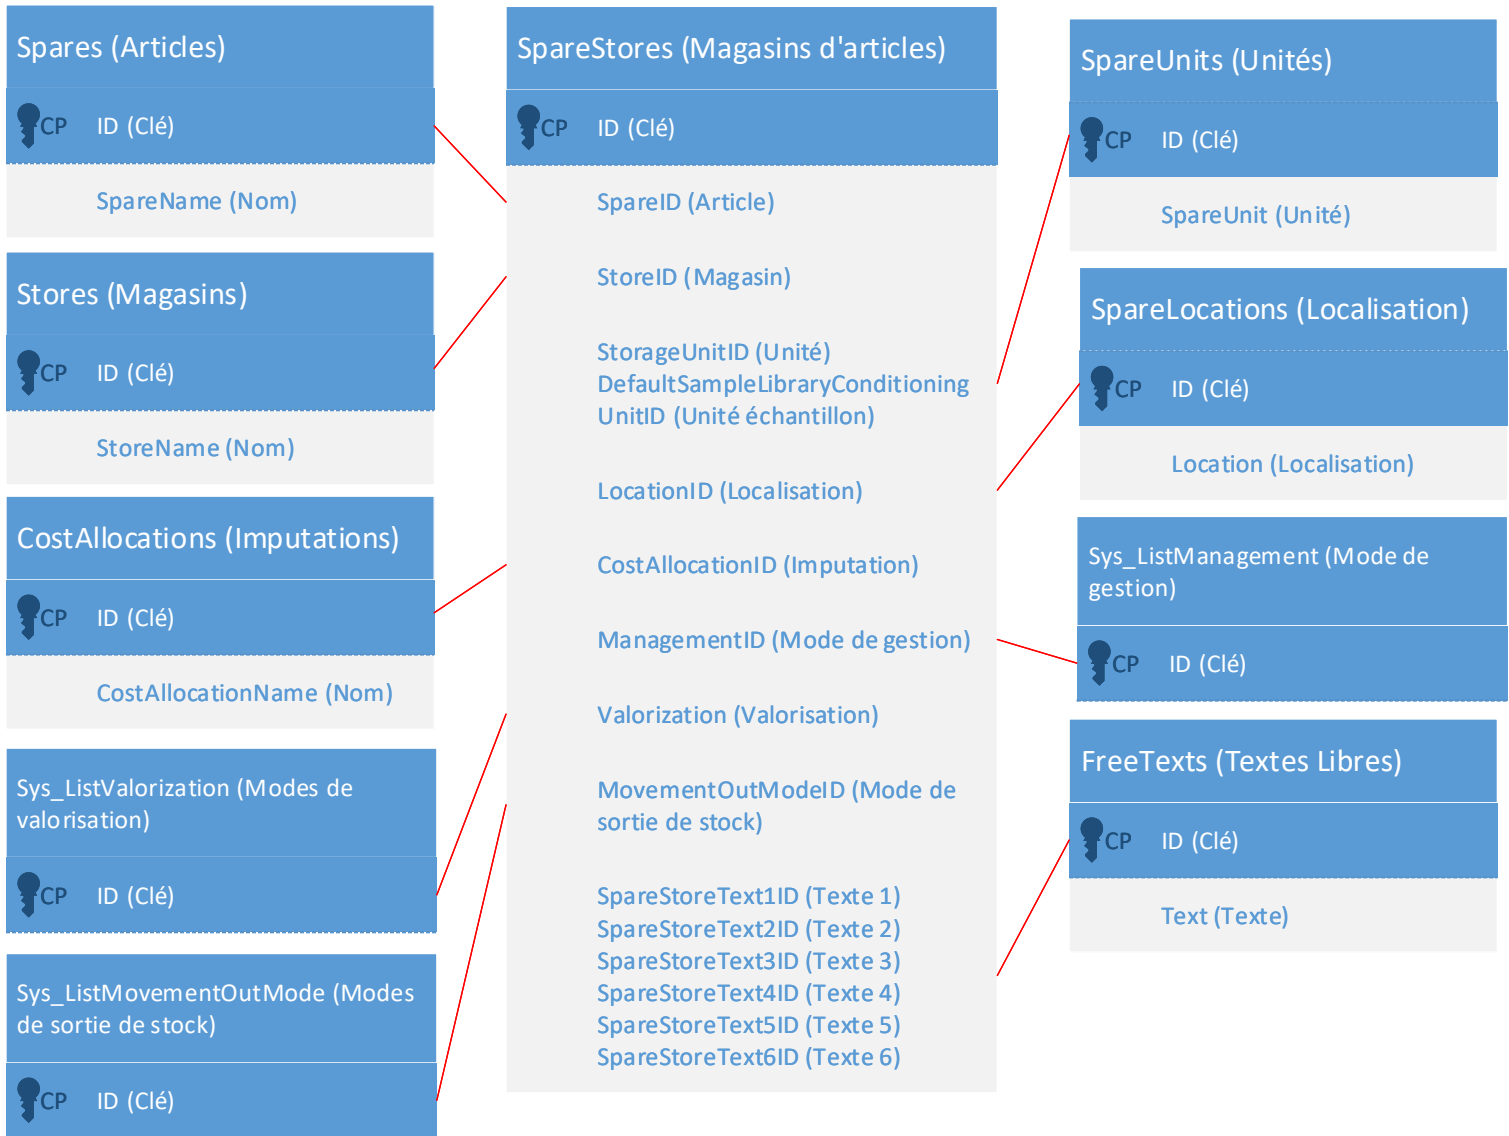 Spares (Articles)
CP ID (Clé)
SpareName (Nom)
Stores (Magasins)
CP ID (Clé)
StoreName (Nom)
CostAllocations (Imputations)
CP ID (Clé)
CostAllocationName (Nom)
Sys_ListValorization (Modes de
valorisation)
CP ID (Clé)
Sys_ListMovementOutMode (Modes
de sortie de stock)
CP ID (Clé)
SpareStores (Magasins d'articles)
CP ID (Clé)
SpareID (Article)
StoreID (Magasin)
StorageUnitID (Unité)
DefaultSampleLibraryConditioning
UnitID (Unité échantillon)
LocationID (Localisation)
CostAllocationID (Imputation)
ManagementID (Mode de gestion)
Valorization (Valorisation)
MovementOutModeID (Mode de
sortie de stock)
SpareStoreText1ID (Texte 1)
SpareStoreText2ID (Texte 2)
SpareStoreText3ID (Texte 3)
SpareStoreText4ID (Texte 4)
SpareStoreText5ID (Texte 5)
SpareStoreText6ID (Texte 6)
SpareUnits (Unités)
CP ID (Clé)
SpareUnit (Unité)
SpareLocations (Localisation)
CP ID (Clé)
Location (Localisation)
Sys_ListManagement (Mode de
gestion)
CP ID (Clé)
FreeTexts (Textes Libres)
CP ID (Clé)
Text (Texte)